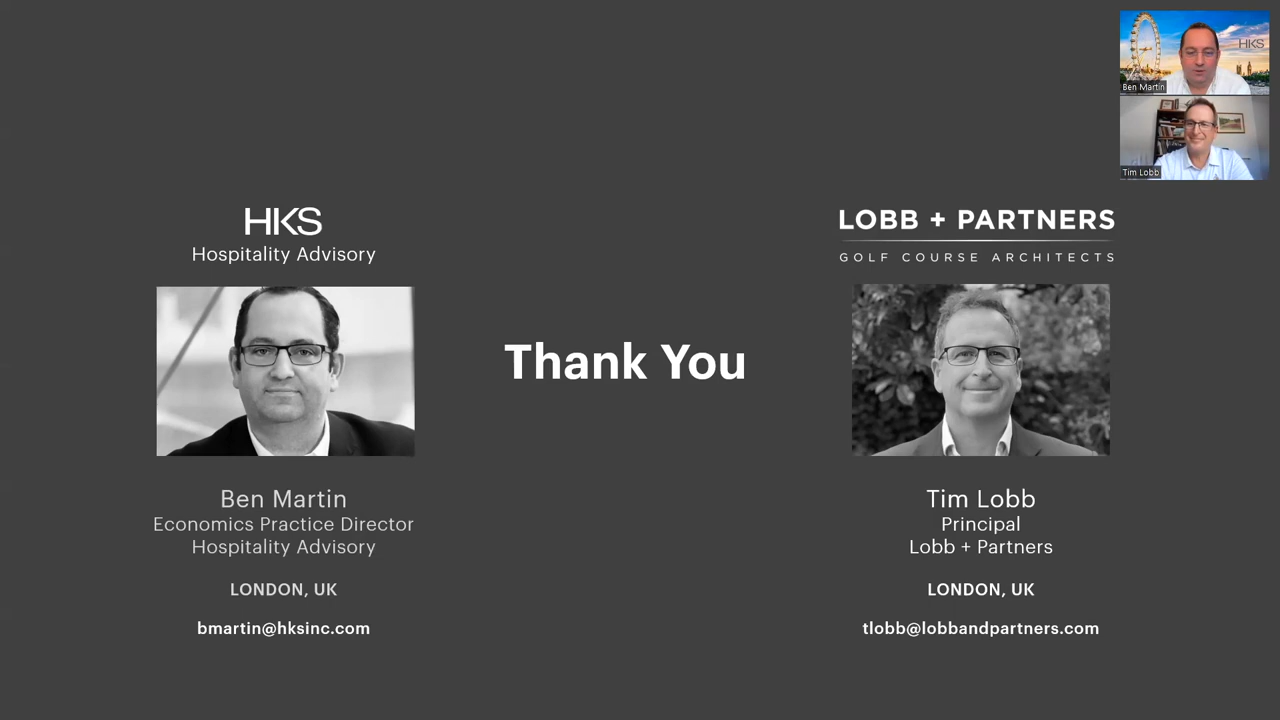 HKS
Ben Martin
Tim Lobb
HKS
Hospitality Advisory
LOBB + PARTNERS
GOLF COURSE ARCHITECTS
Thank You
Ben Martin
Economics Practice Director
Hospitality Advisory
LONDON, UK
bmartin@hksinc.com
Tim Lobb
Principal
Lobb + Partners
LONDON, UK
tlobb@lobbandpartners.com